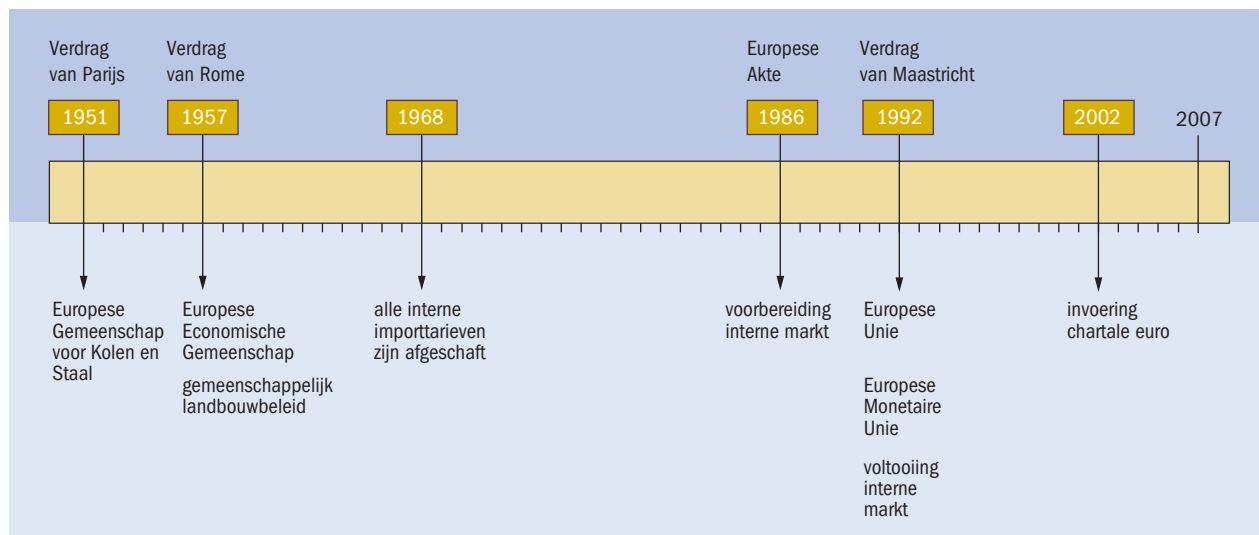 Verdrag
van Parijs
Verdrag
van Rome
Europese
Akte
Verdrag
van Maastricht
1951
1957
1968
1986
1992
2002
2007
Europese
Gemeenschap
voor Kolen en
Staal
Europese
Economische
Gemeenschap
gemeenschappelijk
landbouwbeleid
alle interne
importtarieven
zijn afgeschaft
voorbereiding
interne markt
Europese
Unie
Europese
Monetaire
Unie
voltooiing
interne
markt
invoering
chartale euro